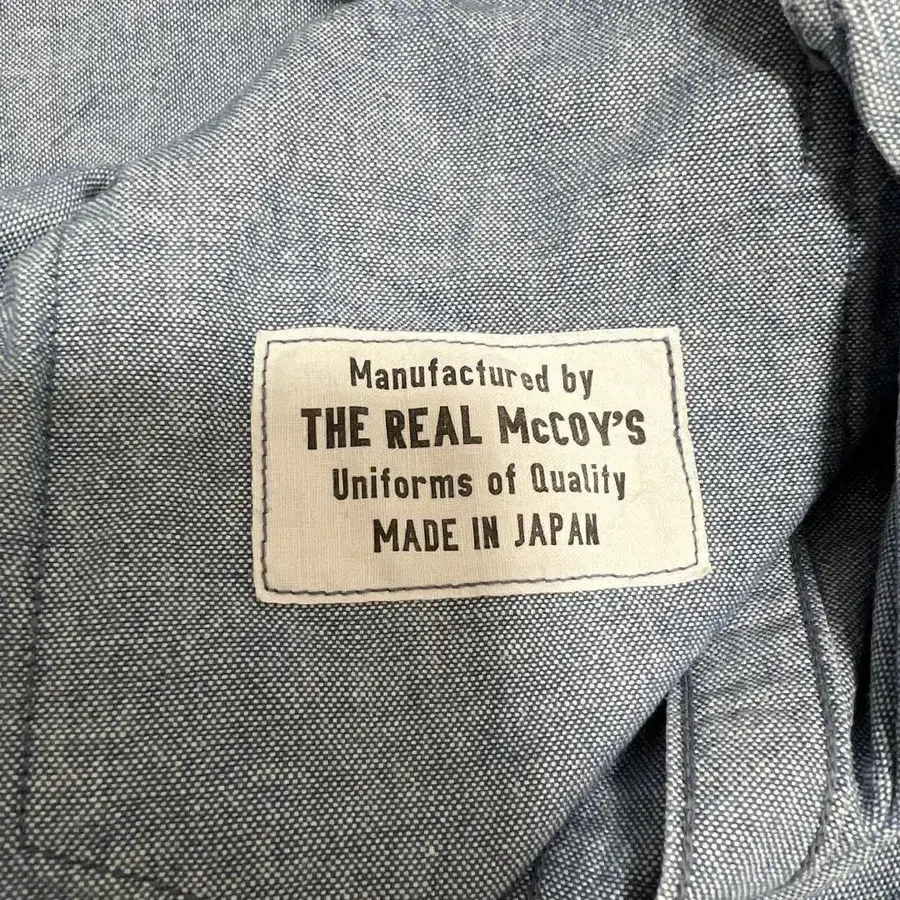 Manufactured by
THE REAL McCOY'S
Uniforms of Quality
MADE IN JAPAN